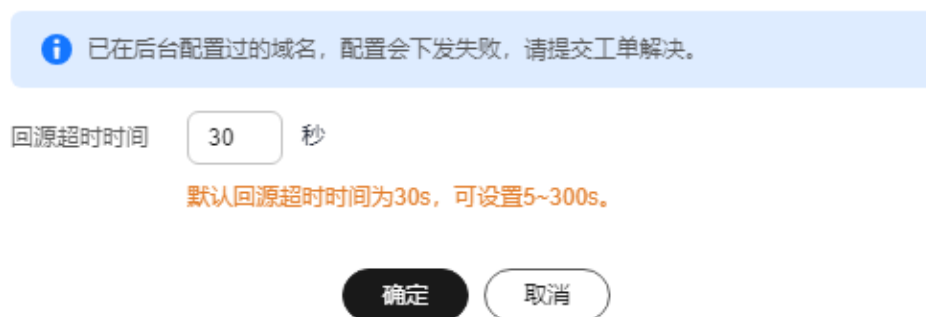 已在后台配置过的域名，配置会下发失败，请提交工单解决。
回源超时时间 30 秒
默认回源超时时间为30s，可设置5~300s。
确定 取消